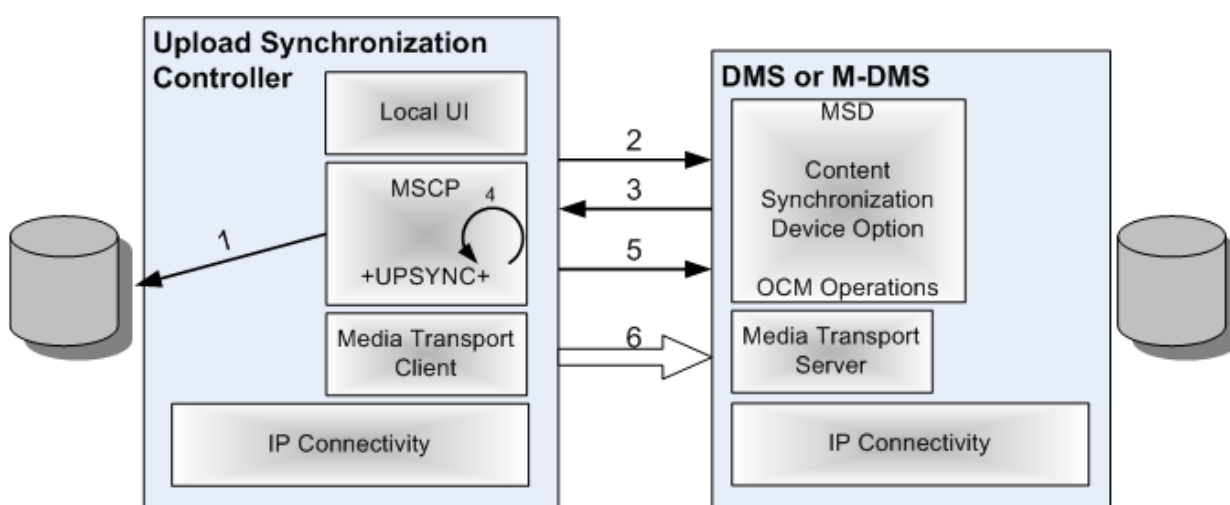 Upload Synchronization
Controller
Local UI
MSCP
4
+UPSYNC+
Media Transport
Client
IP Connectivity
1
2
3
5
6
DMS or M-DMS
MSD
Content
Synchronization
Device Option
OCM Operations
Media Transport
Server
IP Connectivity